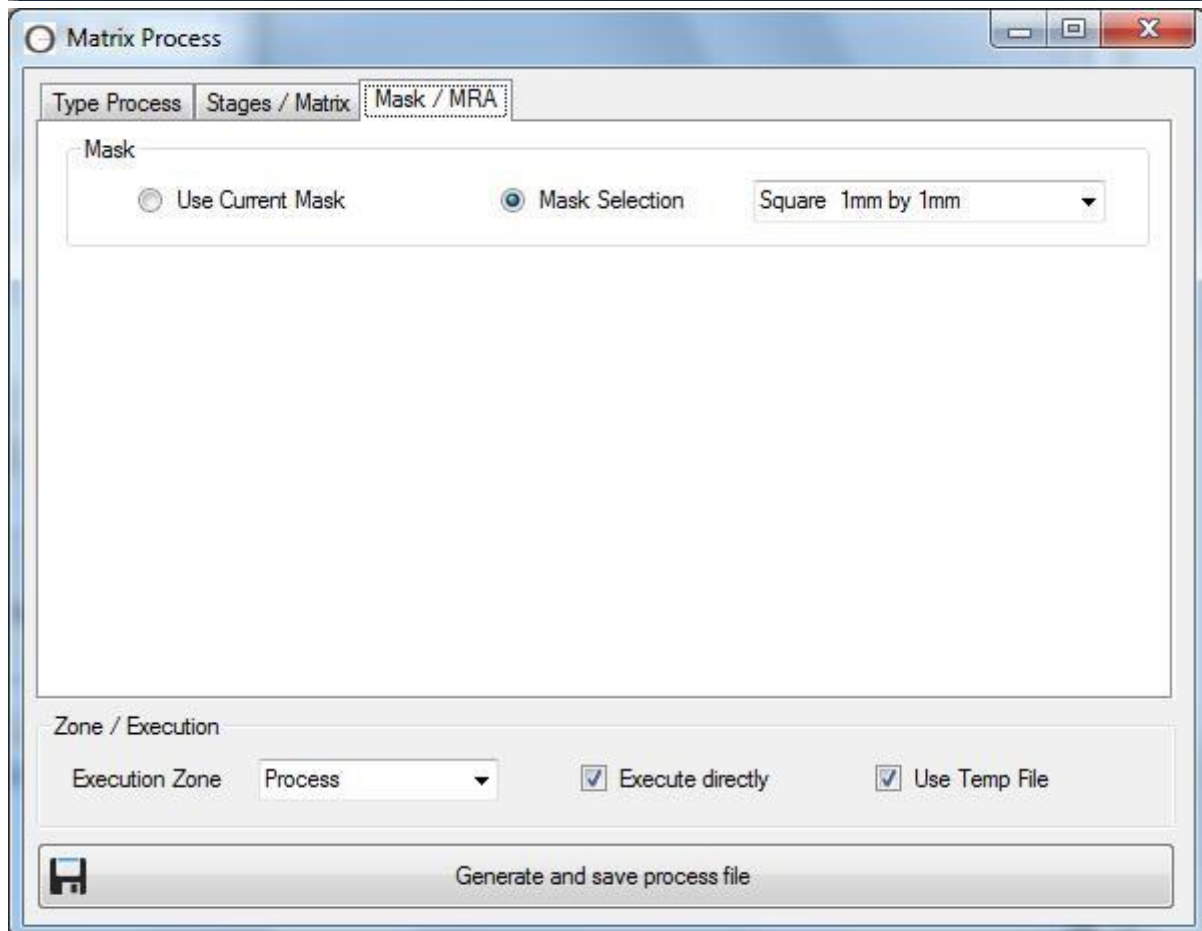 Matrix Process
Type Process Stages / Matrix Mask / MRA
Mask
Use Current Mask Mask Selection Square 1mm by 1mm
Zone / Execution
Execution Zone Process Execute directly Use Temp File
Generate and save process file